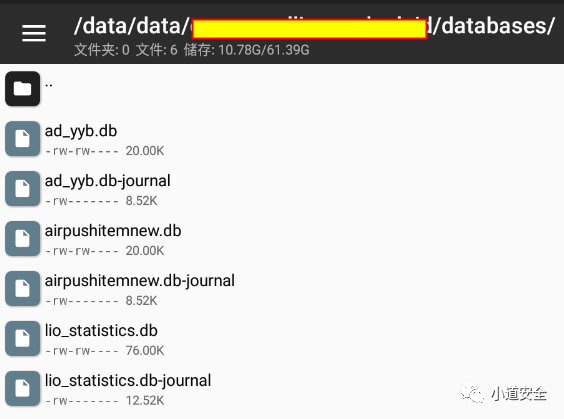 /data/data/ d/databases/
文件夹: 0 文件: 6 储存: 10.78G/61.39G
..
ad_yyb.db
-rw-rw---- 20.00K
ad_yyb.db-journal
-rw------- 8.52K
airpushitemnew.db
-rw-rw---- 20.00K
airpushitemnew.db-journal
-rw------- 8.52K
lio_statistics.db
-rw-rw---- 76.00K
lio_statistics.db-journal
-rw------- 12.52K
小道安全